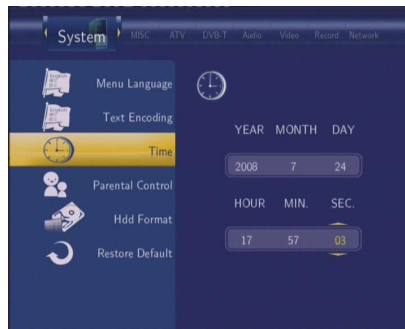 System MISC ATV DVB-T Audio Video Record Network
Menu Language
Text Encoding
Time
Parental Control
Hdd Format
Restore Default
YEAR MONTH DAY
2008 7 24
HOUR MIN. SEC.
17 57 03